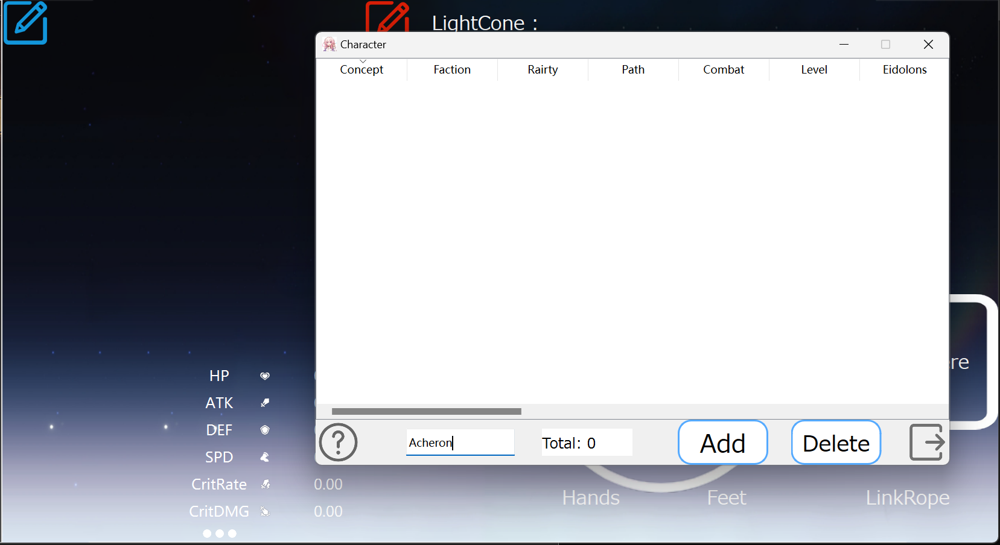 LightCone :
Character
Concept Faction Rairty Path Combat Level Eidolons
Acheron Total: 0 Add Delete
HP
ATK
DEF
SPD
CritRate 0.00
CritDMG 0.00
Hands Feet LinkRope